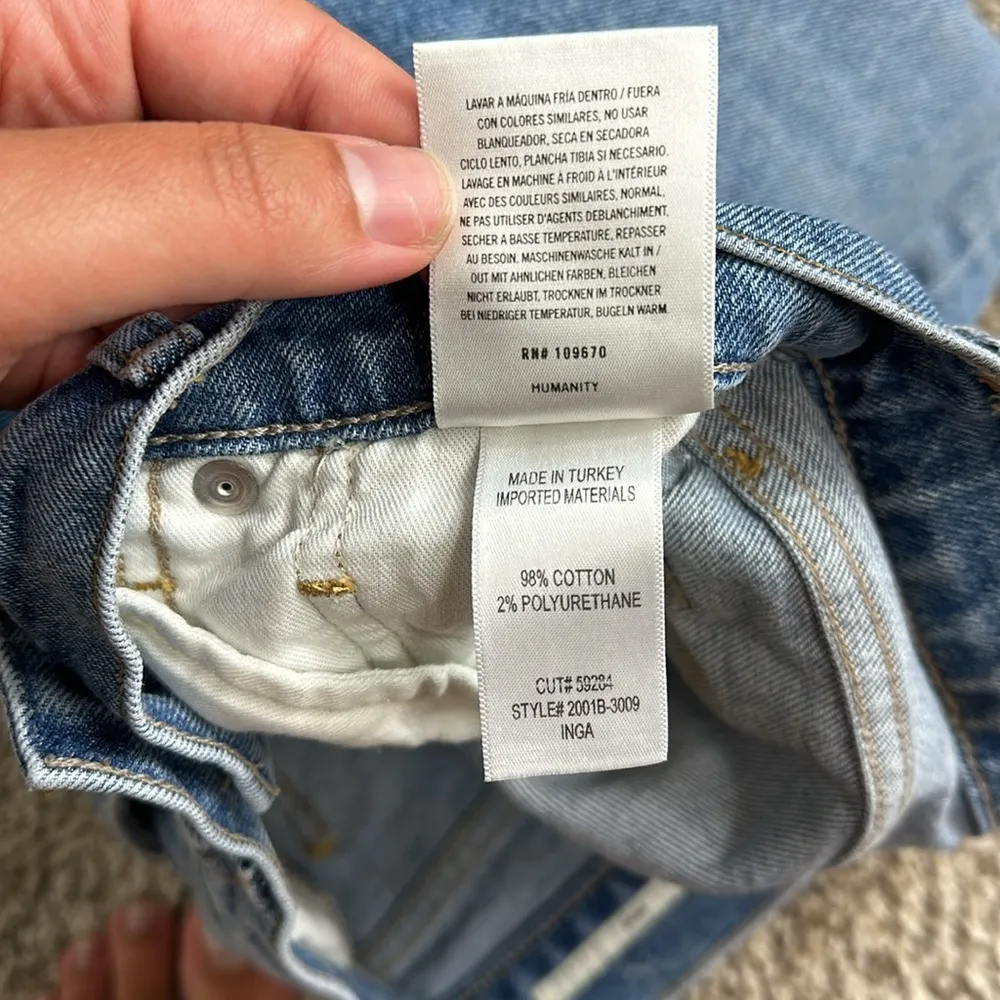 LAVAR A MÁQUINA FRÍA DENTRO / FUERA
CON COLORES SIMILARES, NO USAR
BLANQUEADOR, SECA EN SECADORA
CICLO LENTO, PLANCHA TIBIA SI NECESARIO.
LAVAGE EN MACHINE À FROID À L'INTÉRIEUR
AVEC DES COULEURS SIMILAIRES, NORMAL,
NE PAS UTILISER D'AGENTS DEBLANCHIMENT,
SECHER A BASSE TEMPERATURE, REPASSER
AU BESOIN. MASCHINENWASCHE KALT IN /
OUT MIT AHNLICHEN FARBEN, BLEICHEN
NICHT ERLAUBT, TROCKNEN IM TROCKNER
BEI NIEDRIGER TEMPERATUR, BUGELN WARM.
RN# 109670
HUMANITY
MADE IN TURKEY
IMPORTED MATERIALS
98% COTTON
2% POLYURETHANE
CUT# 59284
STYLE# 2001B-3009
INGA